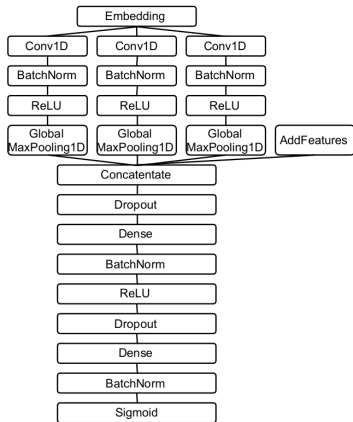 Embedding
Conv1D Conv1D Conv1D
BatchNorm BatchNorm BatchNorm
ReLU ReLU ReLU
Global
MaxPooling1D
Global
MaxPooling1D
Global
MaxPooling1D
AddFeatures
Concatentate
Dropout
Dense
BatchNorm
ReLU
Dropout
Dense
BatchNorm
Sigmoid